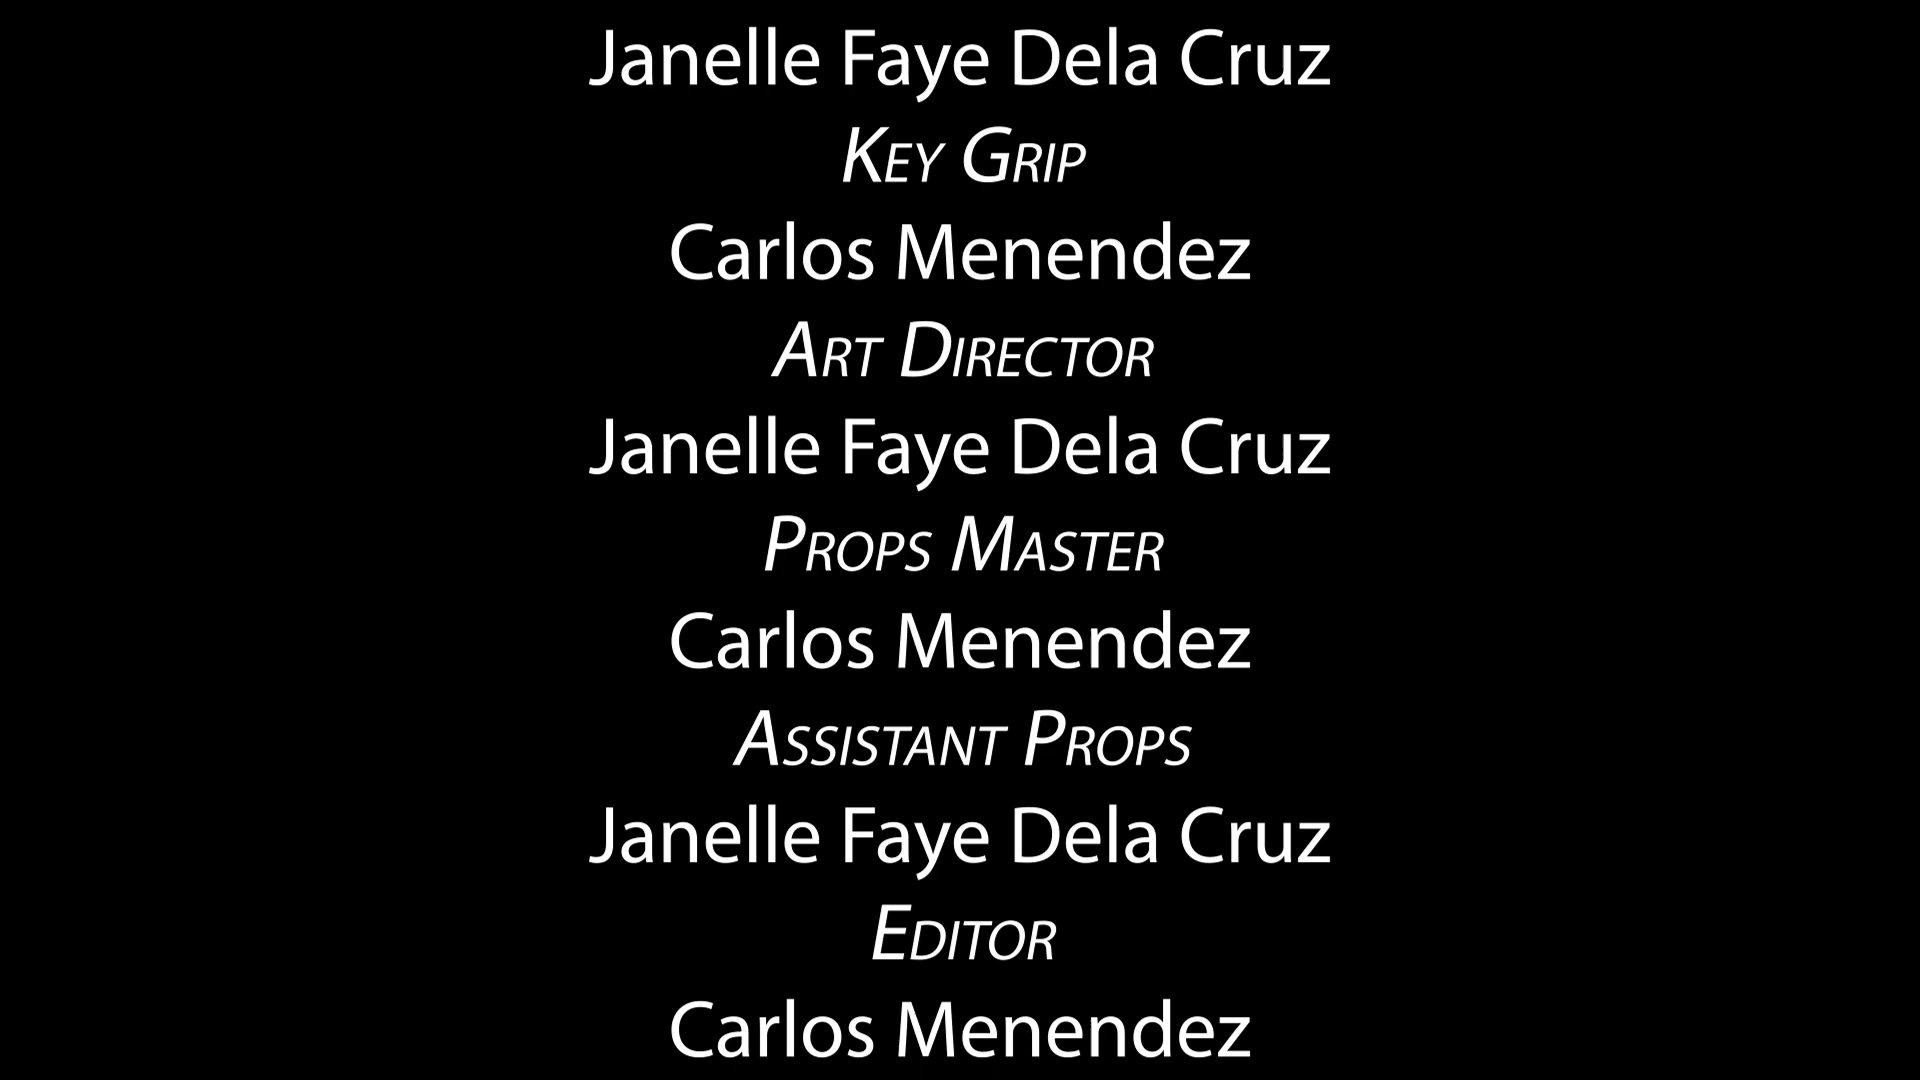 Janelle Faye Dela Cruz
Key Grip
Carlos Menendez
Art Director
Janelle Faye Dela Cruz
Props Master
Carlos Menendez
Assistant Props
Janelle Faye Dela Cruz
Editor
Carlos Menendez